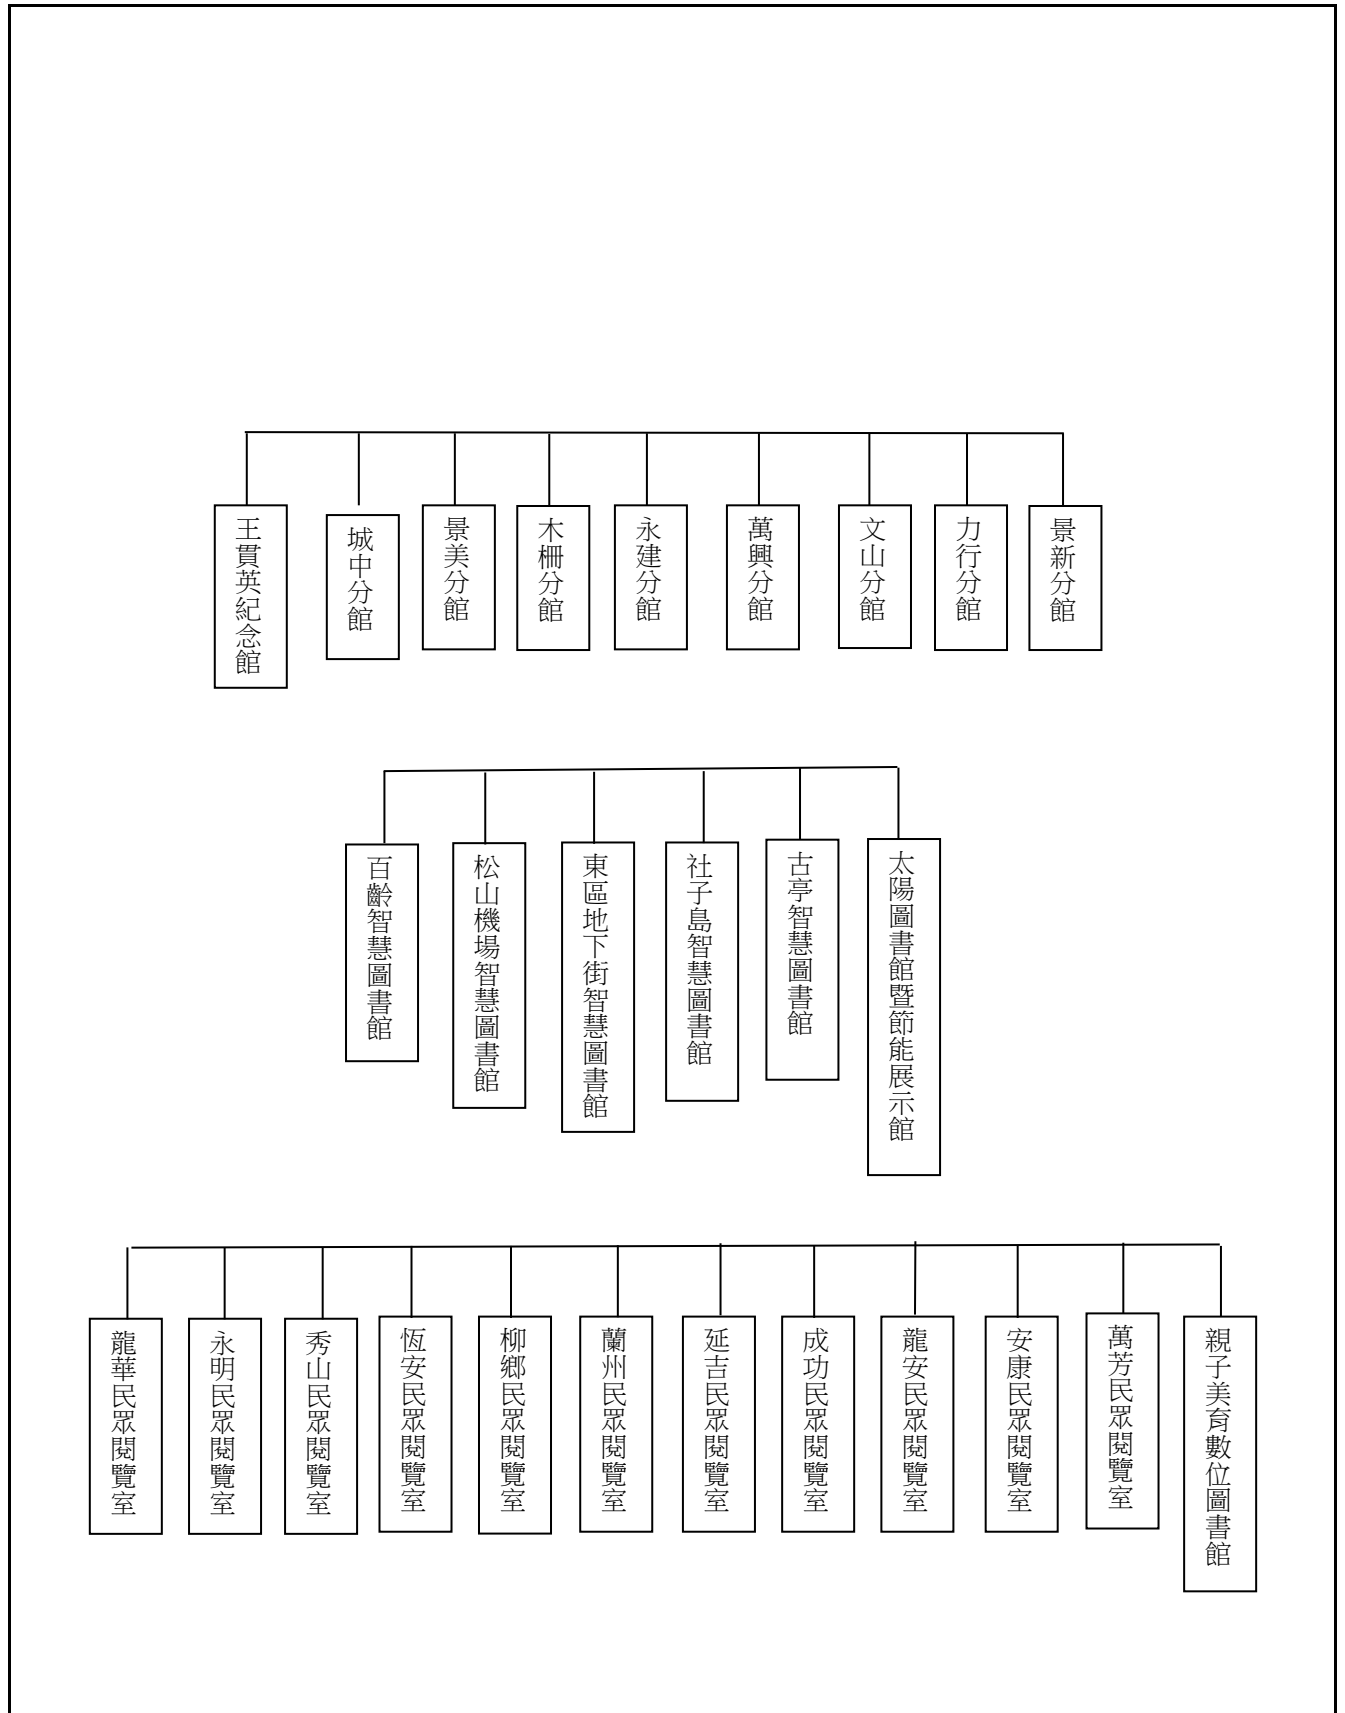 王貫英紀念館
城中分館
景美分館
木柵分館
永建分館
萬興分館
文山分館
力行分館
景新分館
百齡智慧圖書館
松山機場智慧圖書館
東區地下街智慧圖書館
社子島智慧圖書館
古亭智慧圖書館
太陽圖書館暨節能展示館
龍華民眾閱覽室
永明民眾閱覽室
秀山民眾閱覽室
恆安民眾閱覽室
柳鄉民眾閱覽室
蘭州民眾閱覽室
延吉民眾閱覽室
成功民眾閱覽室
龍安民眾閱覽室
安康民眾閱覽室
萬芳民眾閱覽室
親子美育數位圖書館